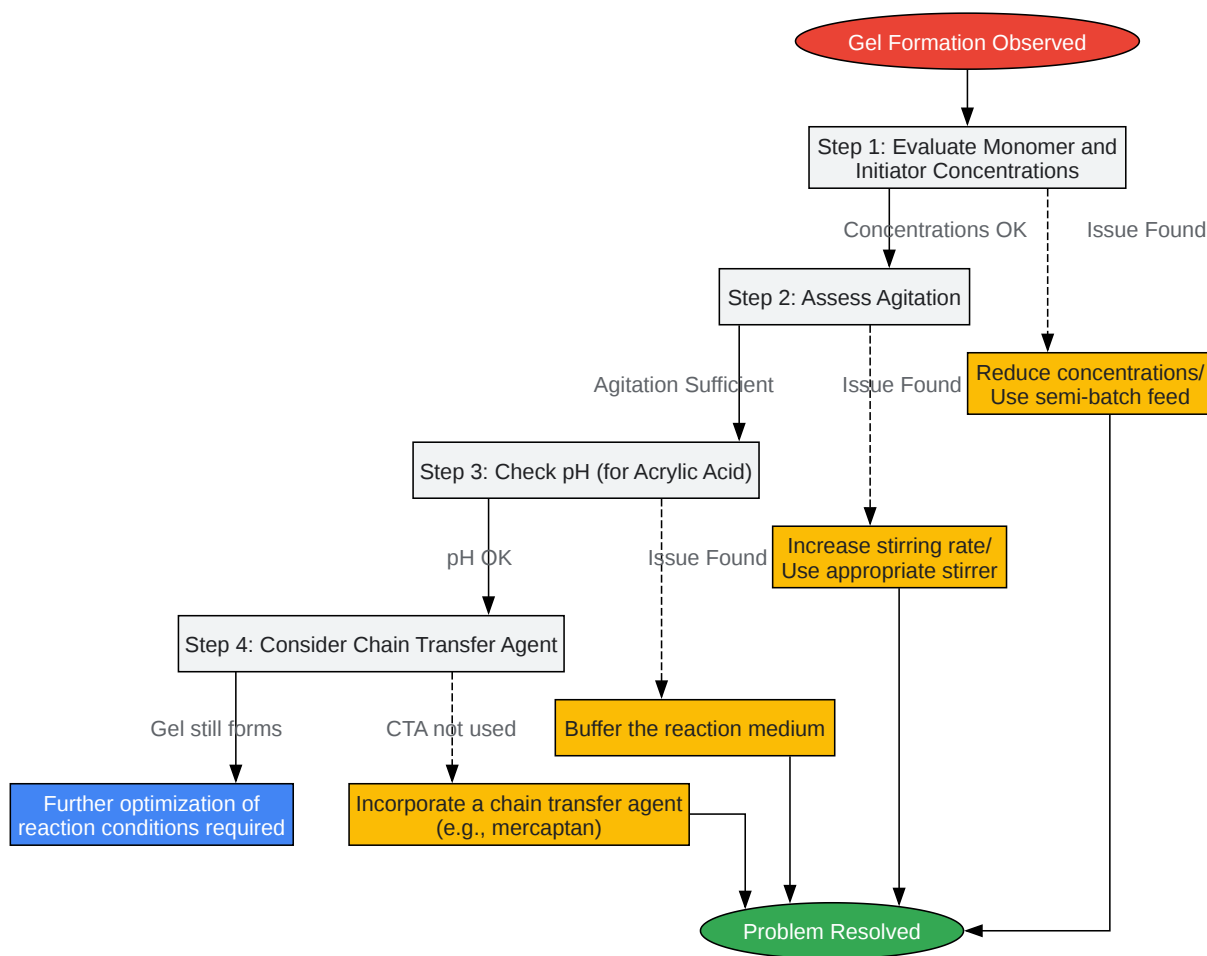 Gel Formation Observed
Step 1: Evaluate Monomer and
Initiator Concentrations
Concentrations OK
Issue Found
Step 2: Assess Agitation
Agitation Sufficient
Issue Found
Reduce concentrations/
Use semi-batch feed
Step 3: Check pH (for Acrylic Acid)
pH OK
Issue Found
Increase stirring rate/
Use appropriate stirrer
Step 4: Consider Chain Transfer Agent
Gel still forms
CTA not used
Buffer the reaction medium
Further optimization of
reaction conditions required
Incorporate a chain transfer agent
(e.g., mercaptan)
Problem Resolved